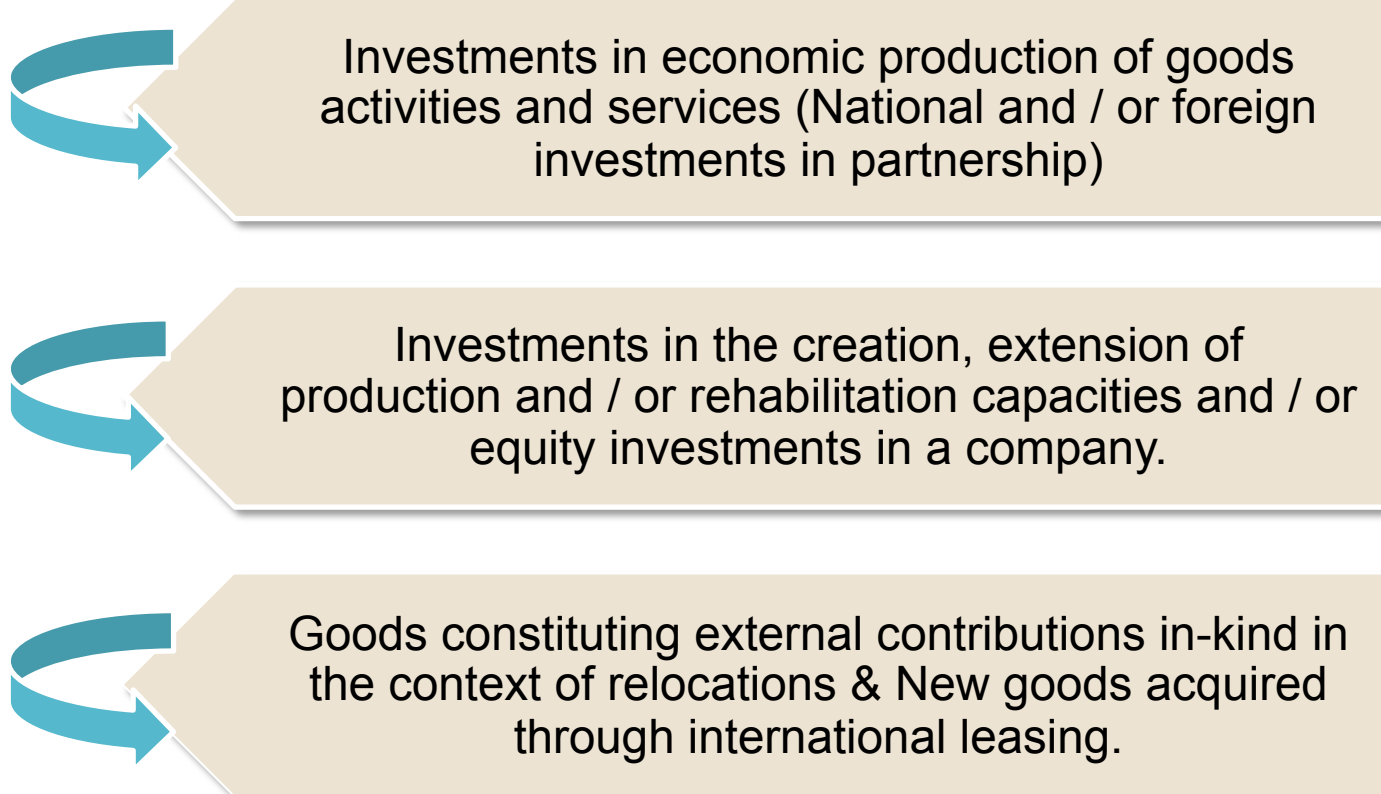 Investments in economic production of goods
activities and services (National and / or foreign
investments in partnership)
Investments in the creation, extension of
production and / or rehabilitation capacities and / or
equity investments in a company.
Goods constituting external contributions in-kind in
the context of relocations & New goods acquired
through international leasing.